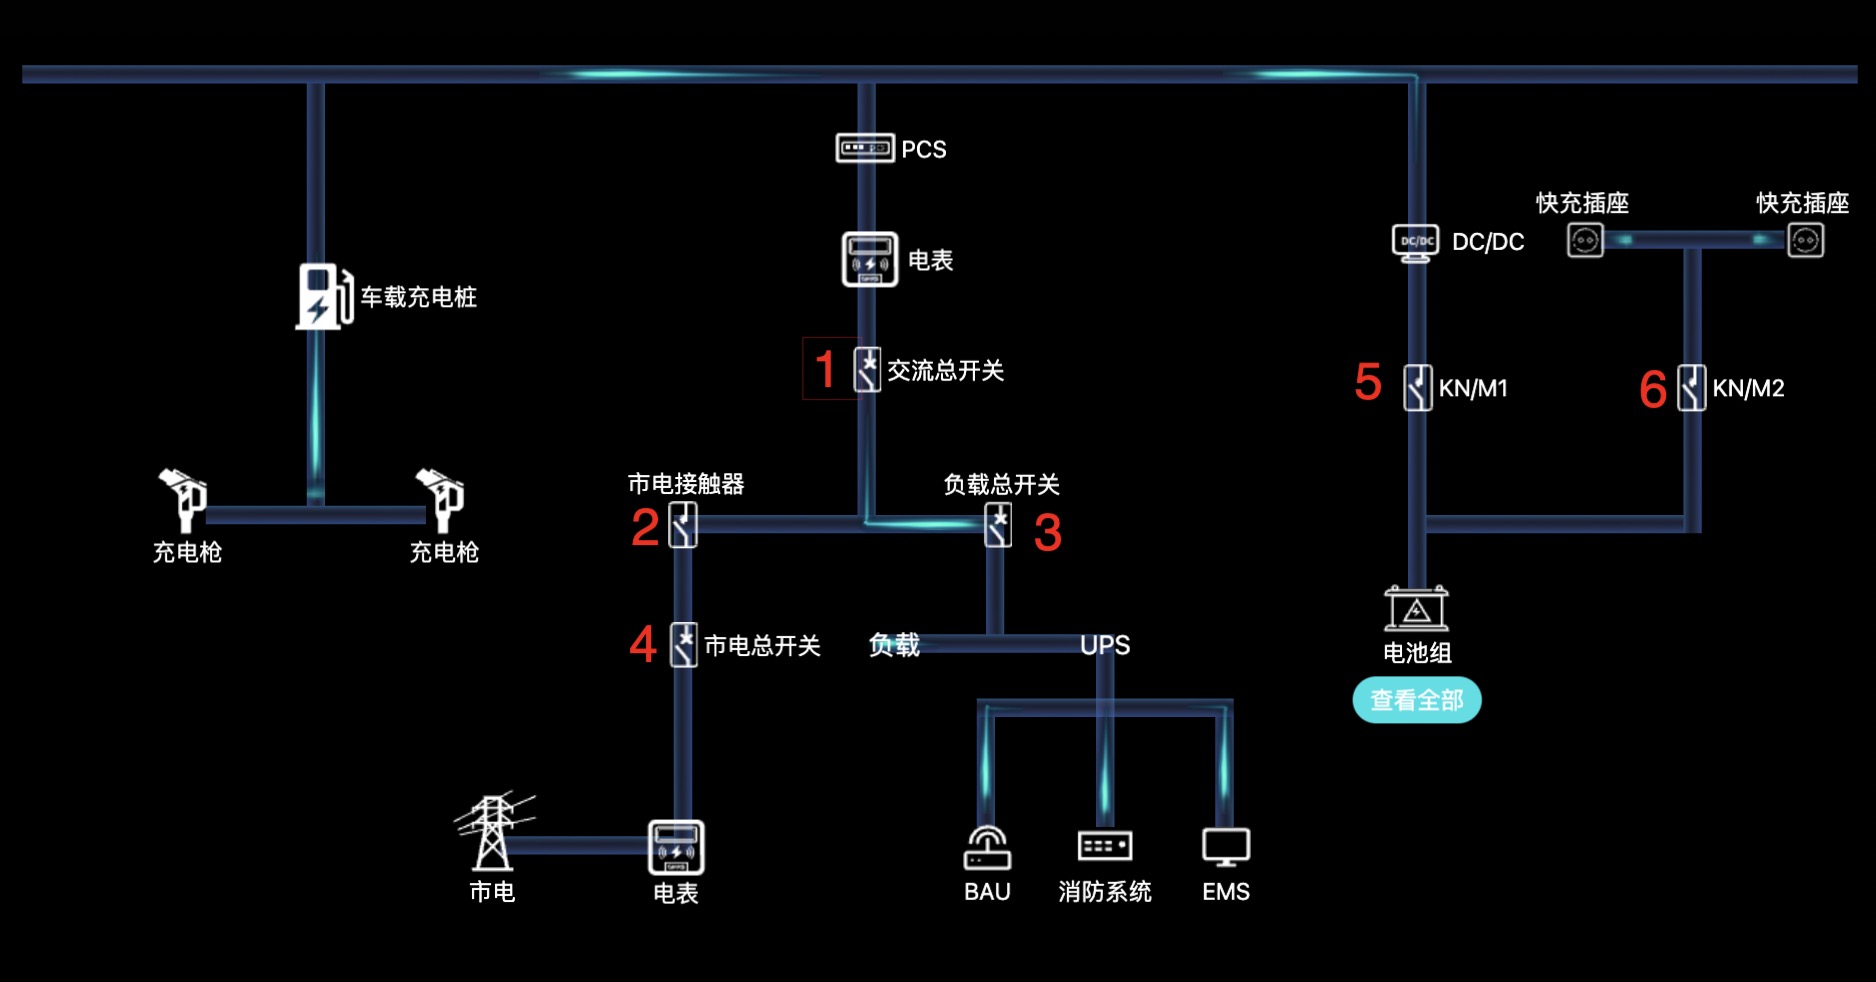 PCS
快充插座
快充插座
DC/DC
DC/DC
电表
车载充电桩
1
交流总开关
5
KN/M1
6
KN/M2
市电接触器
负载总开关
2
3
充电枪
充电枪
4
市电总开关
负载
UPS
电池组
查看全部
市电
电表
BAU
消防系统
EMS